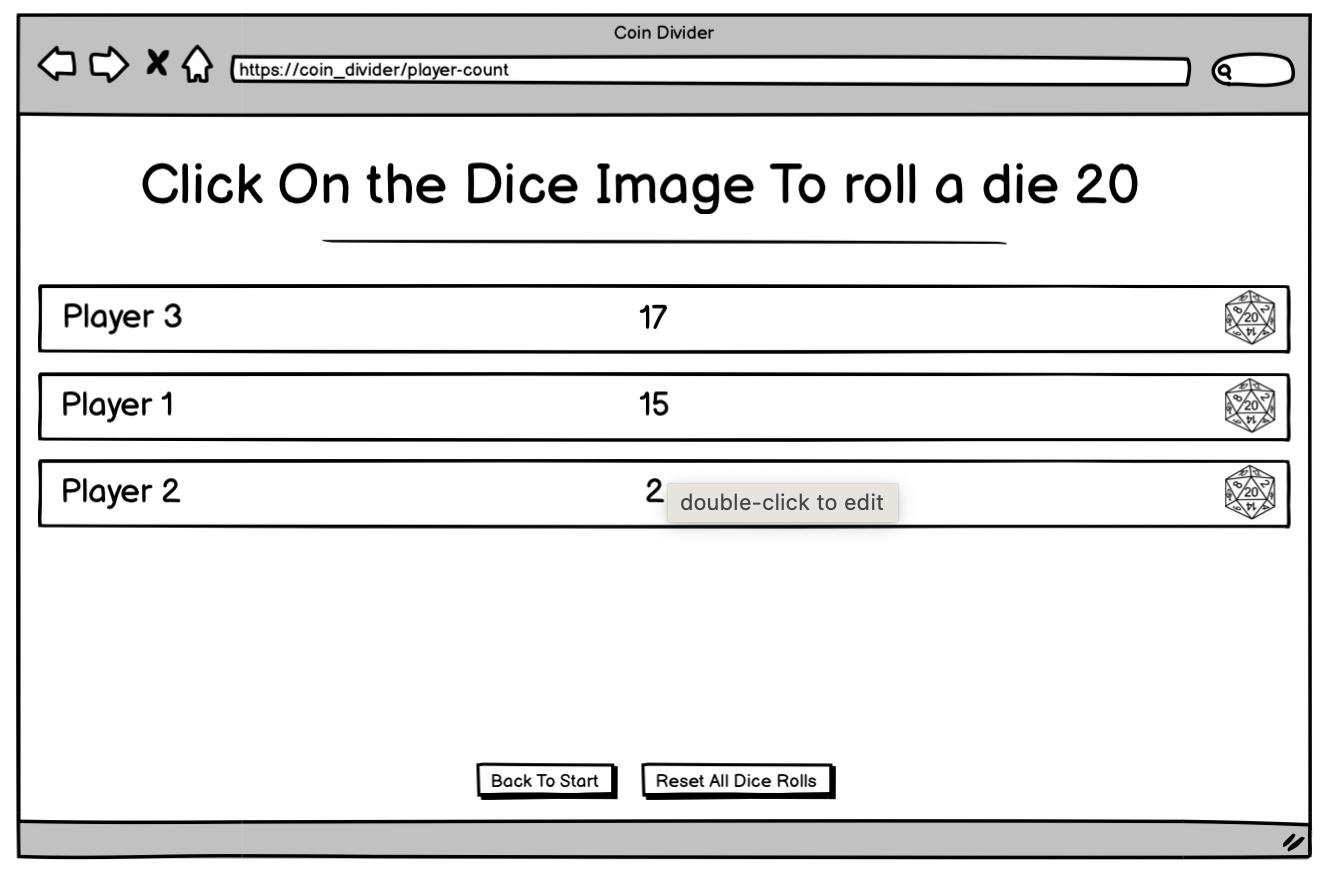 Coin Divider
https://coin_divider/player-count
Click On the Dice Image To roll a die 20
Player 3 17 20
Player 1 15 20
Player 2 2 20
double-click to edit
Back To Start Reset All Dice Rolls